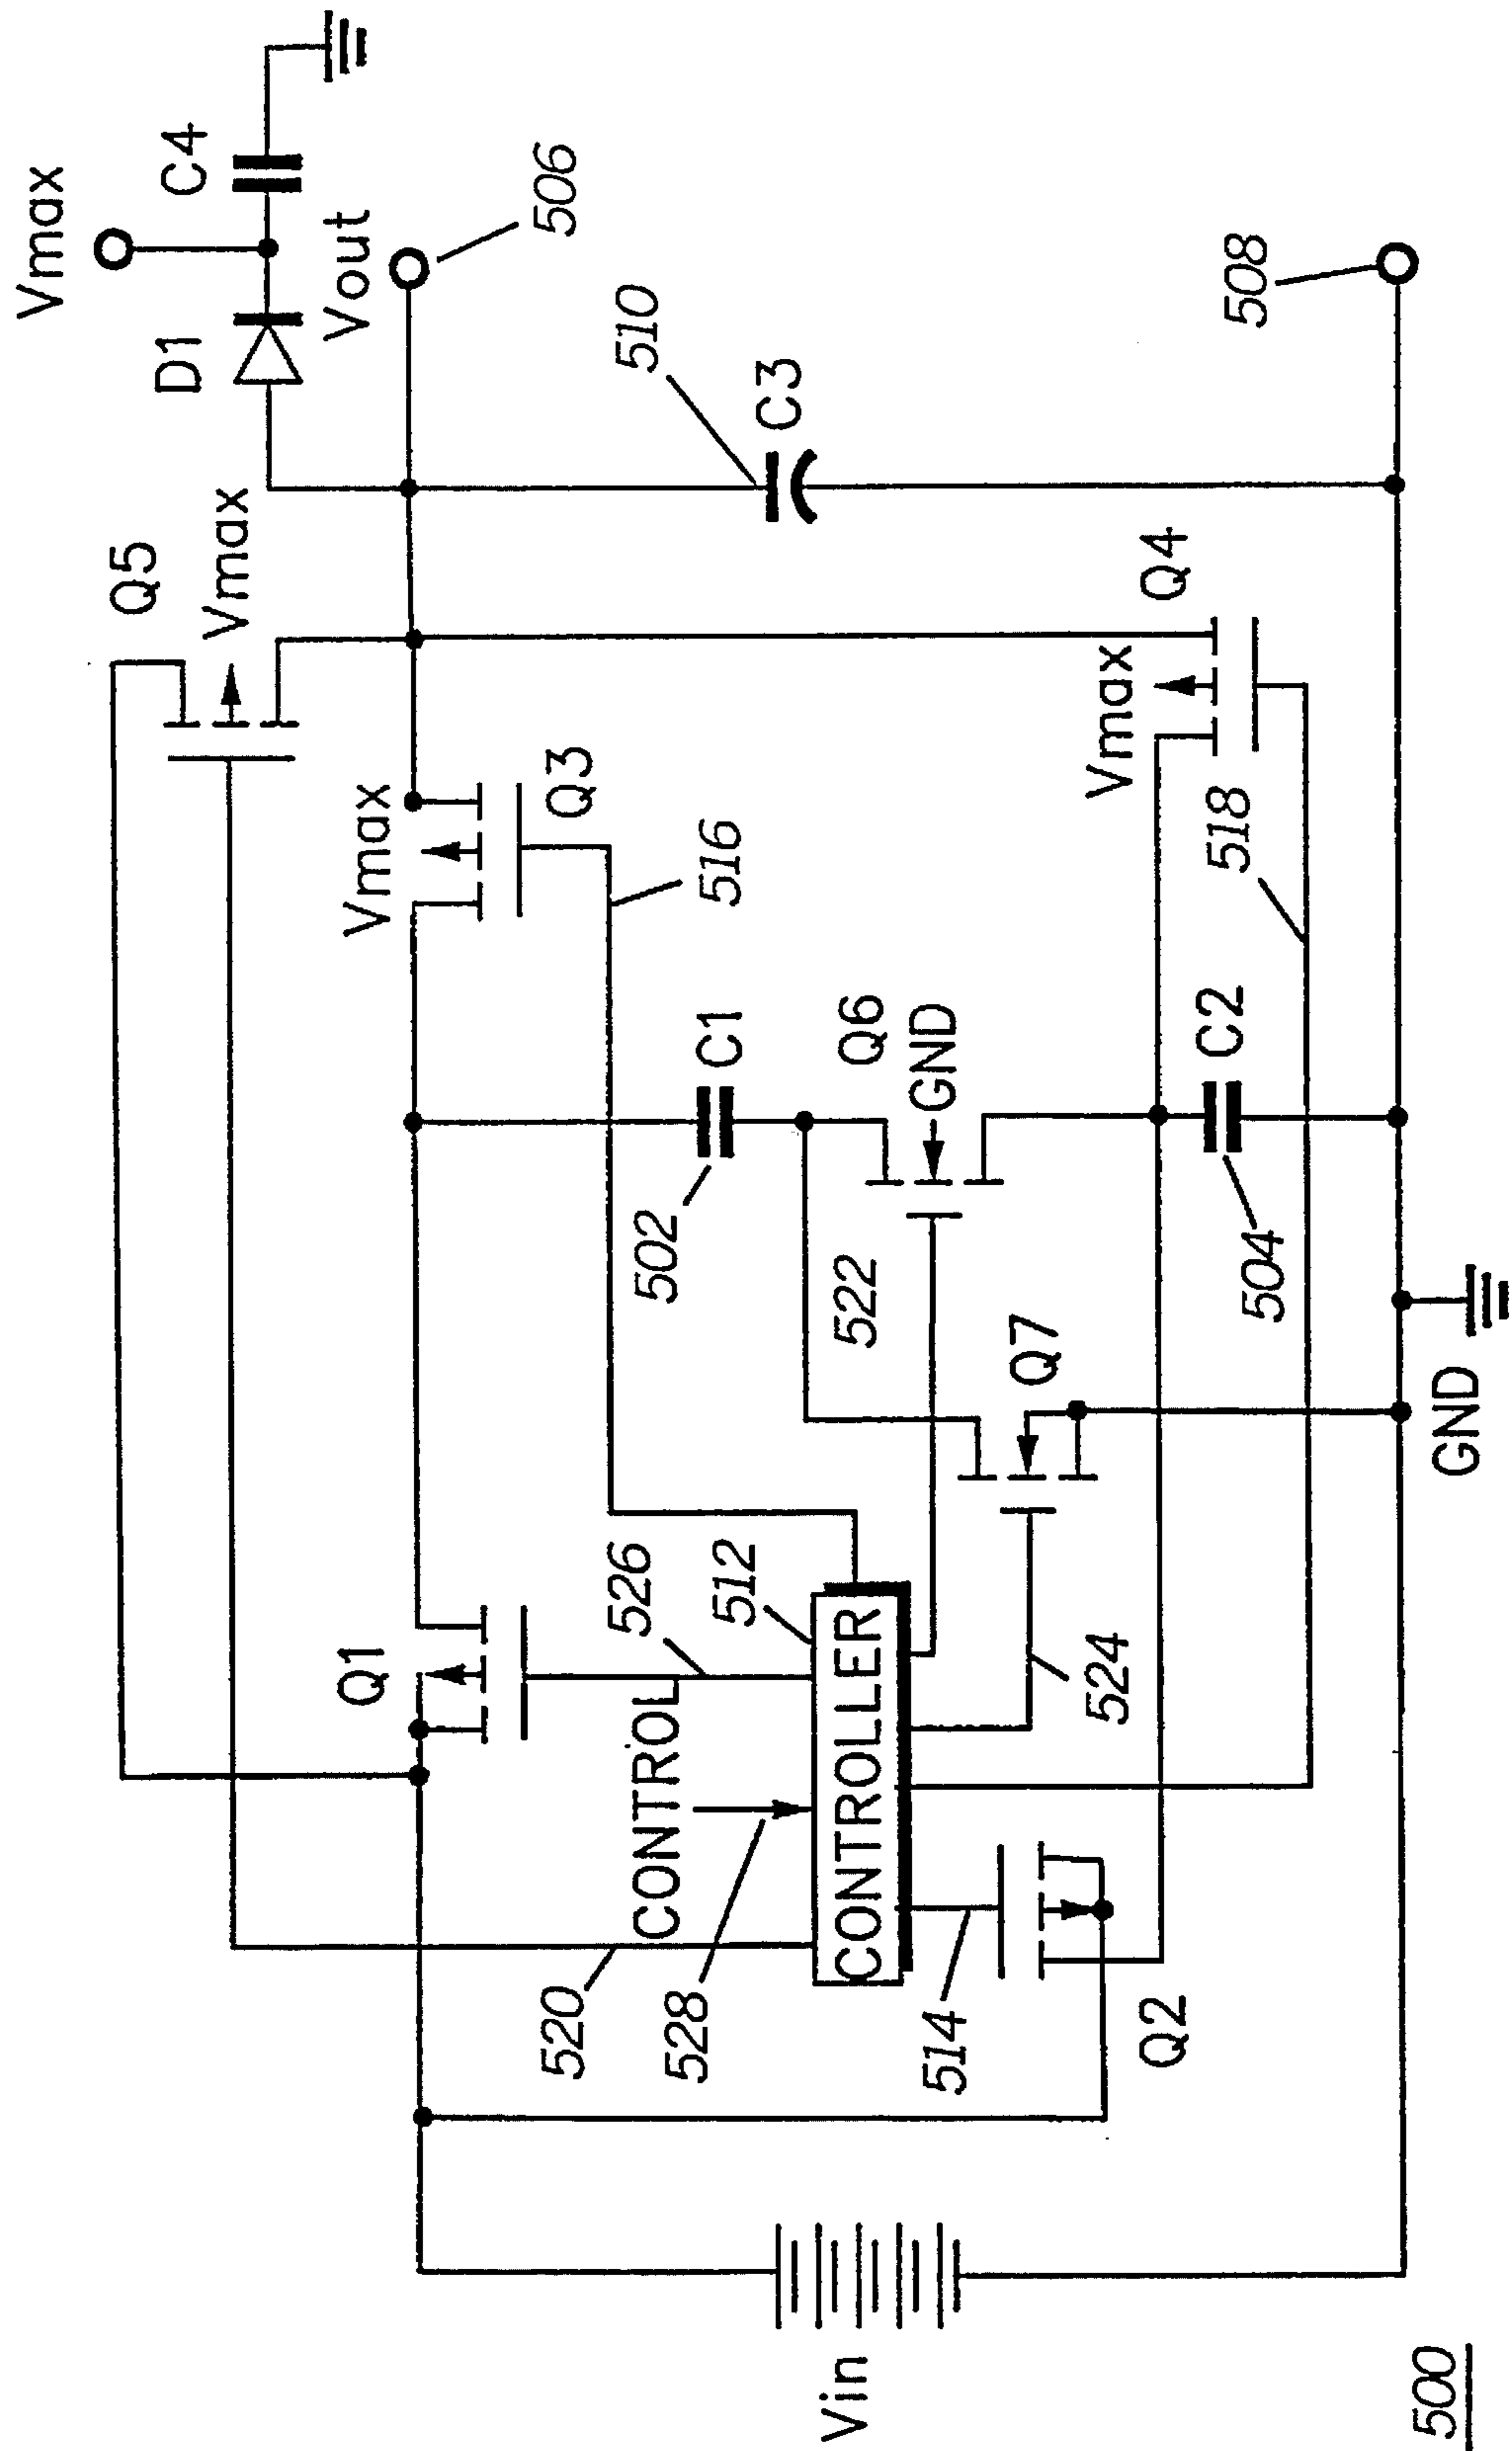 Vmax
C4
D1
Vout
506
Q5
Vmax
510
C3
508
Vmax
Q3
516
Q4
Vmax
518
C1
502
Q6
GND
522
C2
504
Q7
524
GND
Q1
526
512
CONTROL
CONTROLLER
520
528
514
Q2
Vin
500